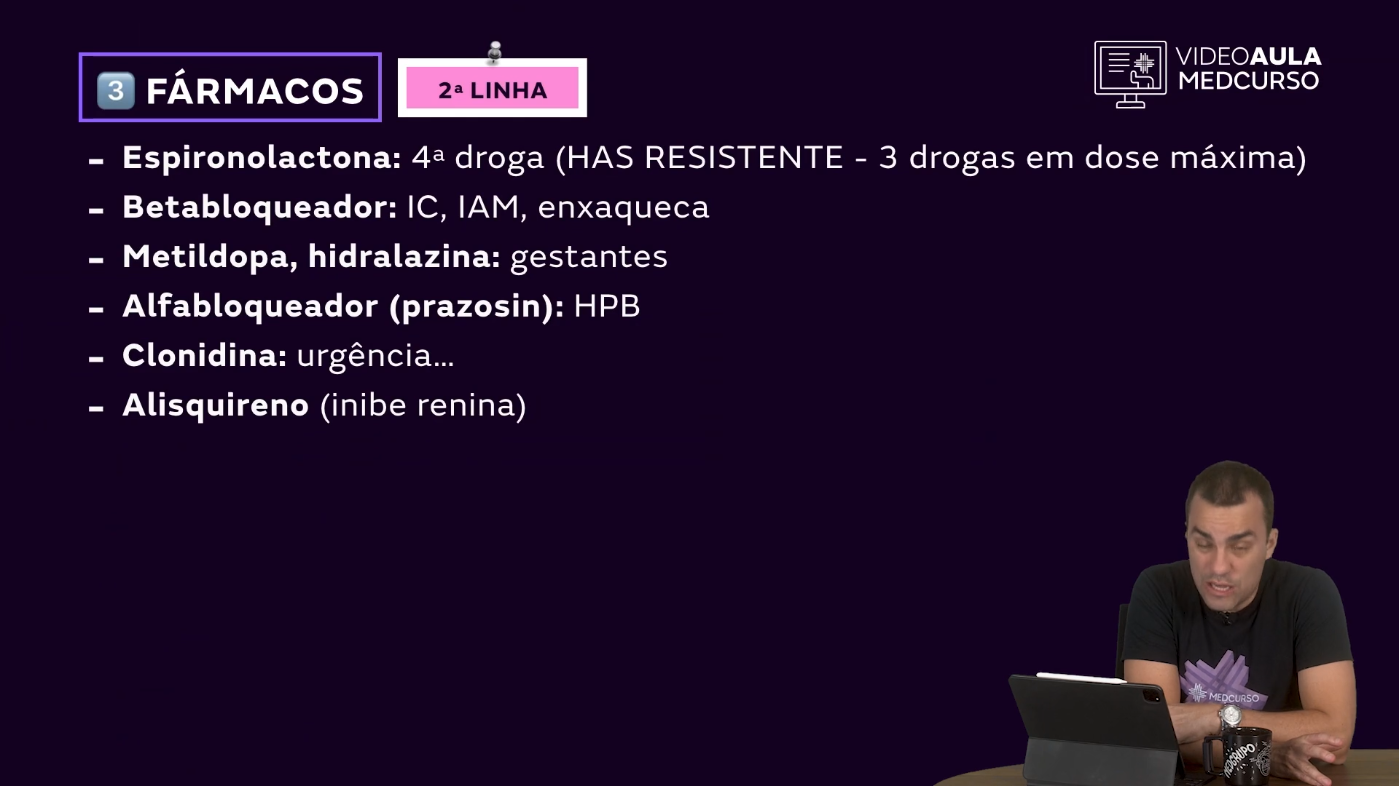 3 FÁRMACOS
2ª LINHA
VIDEOAULA
MEDCURSO
- Espironolactona: 4ª droga (HAS RESISTENTE - 3 drogas em dose máxima)
- Betabloqueador: IC, IAM, enxaqueca
- Metildopa, hidralazina: gestantes
- Alfabloqueador (prazosin): HPB
- Clonidina: urgência...
- Alisquireno (inibe renina)
MEDCURSO
MEDGRUPO